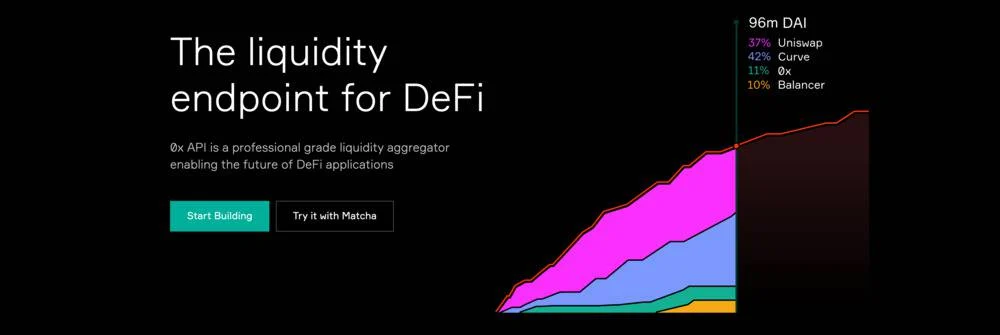 The liquidity
endpoint for DeFi
0x API is a professional grade liquidity aggregator
enabling the future of DeFi applications
Start Building
Try it with Matcha
96m DAI
37% Uniswap
42% Curve
11% 0x
10% Balancer